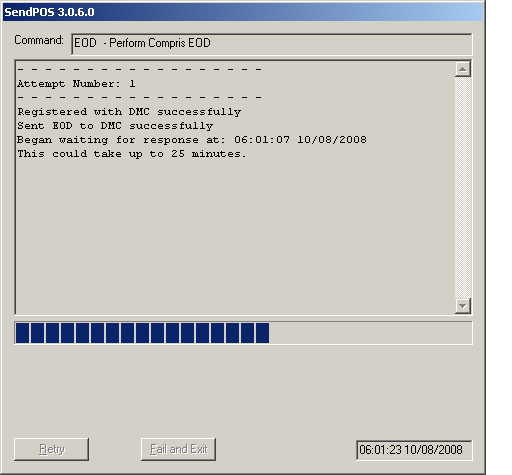 SendPOS 3.0.6.0
Command: EOD - Perform Compris EOD
- - - - - - - - - - - - - - - - - -
Attempt Number: 1
- - - - - - - - - - - - - - - - - -
Registered with DMC successfully
Sent EOD to DMC successfully
Began waiting for response at: 06:01:07 10/08/2008
This could take up to 25 minutes.
Retry
Fail and Exit
06:01:23 10/08/2008